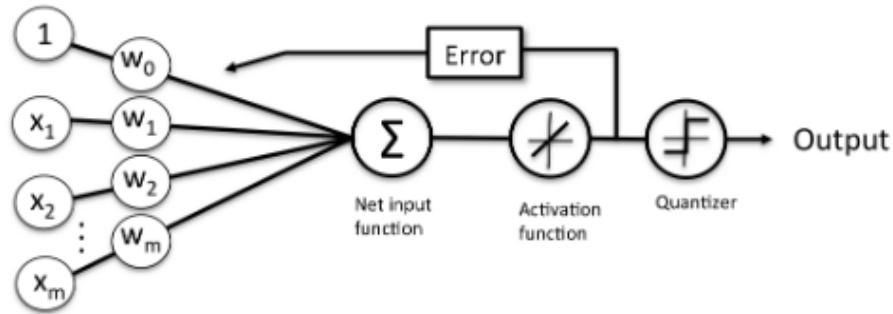 1
w0
Error
x1
w1
Σ
Output
x2
w2
Net input
function
Activation
function
Quantizer
⋮
wm
xm